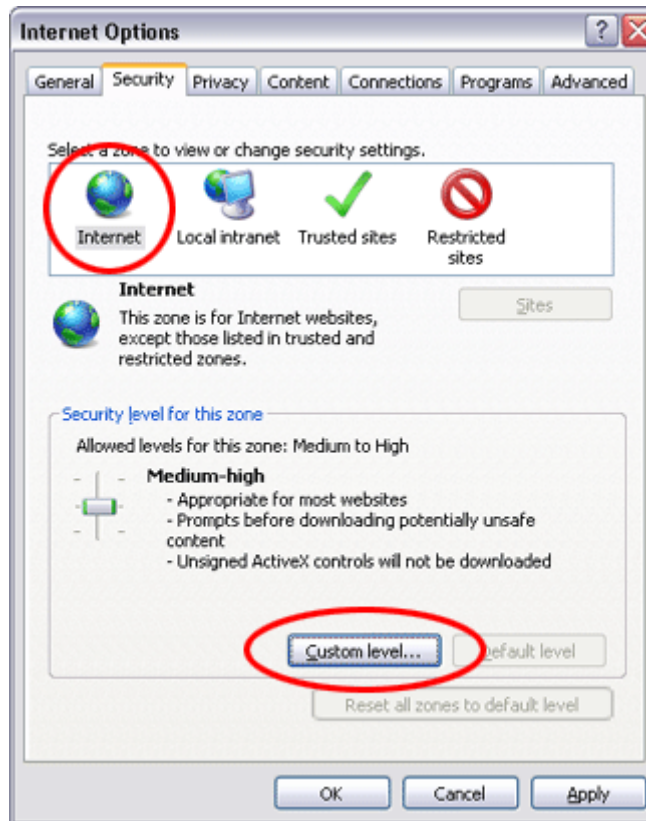 Internet Options
General Security Privacy Content Connections Programs Advanced
Select a zone to view or change security settings.
Internet Local intranet Trusted sites Restricted
sites
Internet
This zone is for Internet websites,
except those listed in trusted and
restricted zones.
Sites
Security level for this zone
Allowed levels for this zone: Medium to High
Medium-high
- Appropriate for most websites
- Prompts before downloading potentially unsafe
content
- Unsigned ActiveX controls will not be downloaded
Custom level... Default level
Reset all zones to default level
OK Cancel Apply